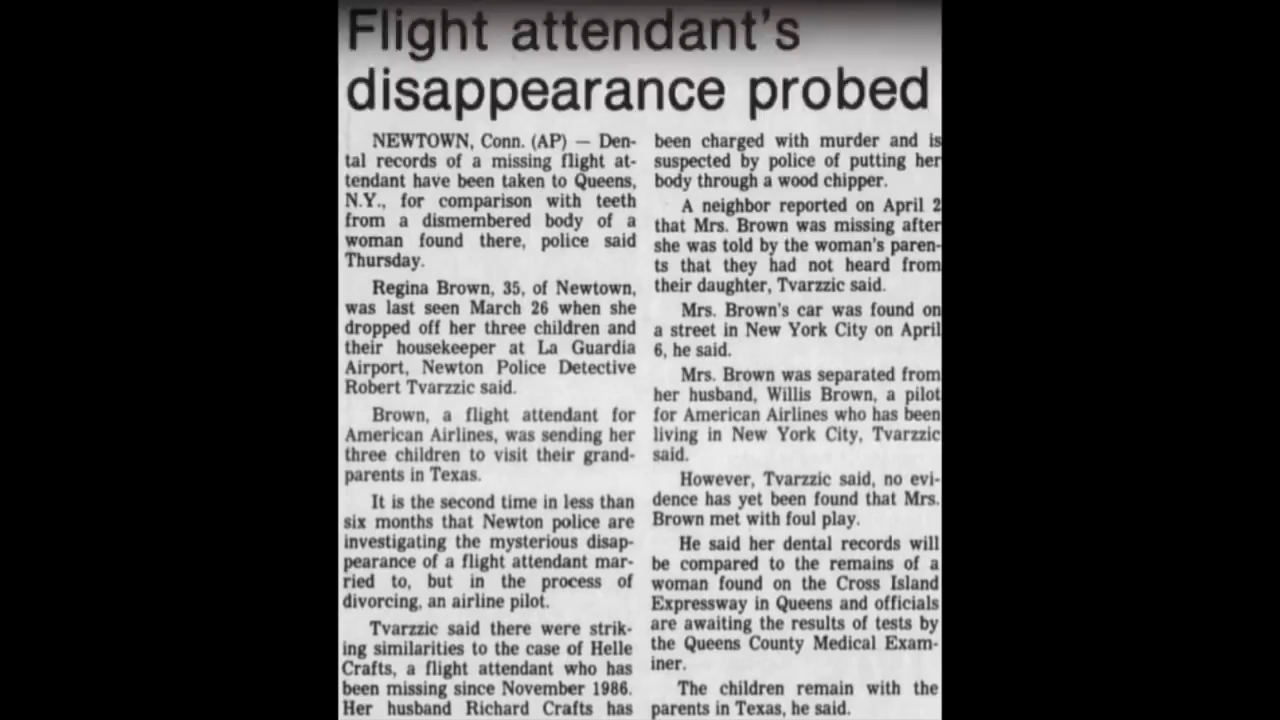 Flight attendant's
disappearance probed
NEWTOWN, Conn. (AP) — Den-
tal records of a missing flight at-
tendant have been taken to Queens,
N.Y., for comparison with teeth
from a dismembered body of a
woman found there, police said
Thursday.
Regina Brown, 35, of Newtown,
was last seen March 26 when she
dropped off her three children and
their housekeeper at La Guardia
Airport, Newton Police Detective
Robert Tvarzzic said.
Brown, a flight attendant for
American Airlines, was sending her
three children to visit their grand-
parents in Texas.
It is the second time in less than
six months that Newton police are
investigating the mysterious disap-
pearance of a flight attendant mar-
ried to, but in the process of
divorcing, an airline pilot.
Tvarzzic said there were strik-
ing similarities to the case of Helle
Crafts, a flight attendant who has
been missing since November 1986.
Her husband Richard Crafts has
been charged with murder and is
suspected by police of putting her
body through a wood chipper.
A neighbor reported on April 2
that Mrs. Brown was missing after
she was told by the woman's paren-
ts that they had not heard from
their daughter, Tvarzzic said.
Mrs. Brown's car was found on
a street in New York City on April
6, he said.
Mrs. Brown was separated from
her husband, Willis Brown, a pilot
for American Airlines who has been
living in New York City, Tvarzzic
said.
However, Tvarzzic said, no evi-
dence has yet been found that Mrs.
Brown met with foul play.
He said her dental records will
be compared to the remains of a
woman found on the Cross Island
Expressway in Queens and officials
are awaiting the results of tests by
the Queens County Medical Exam-
iner.
The children remain with the
parents in Texas, he said.